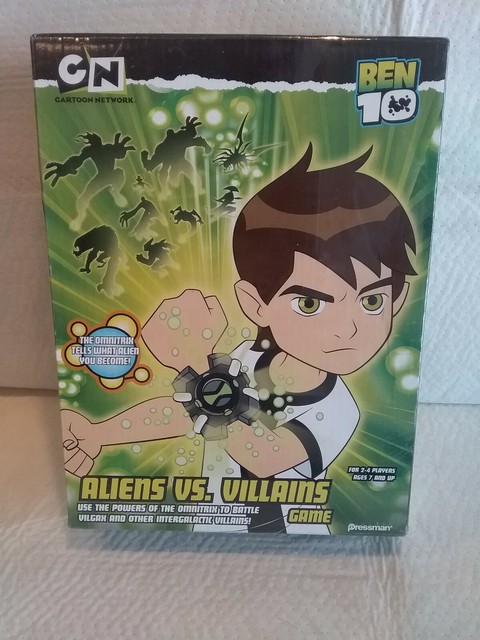 CN
CARTOON NETWORK
BEN
10
THE OMNITRIX
TELLS WHAT ALIEN
YOU BECOME!
ALIENS VS. VILLAINS
GAME
USE THE POWERS OF THE OMNITRIX TO BATTLE
VILGAX AND OTHER INTERGALACTIC VILLAINS!
FOR 2-4 PLAYERS
AGES 7 AND UP
Pressman